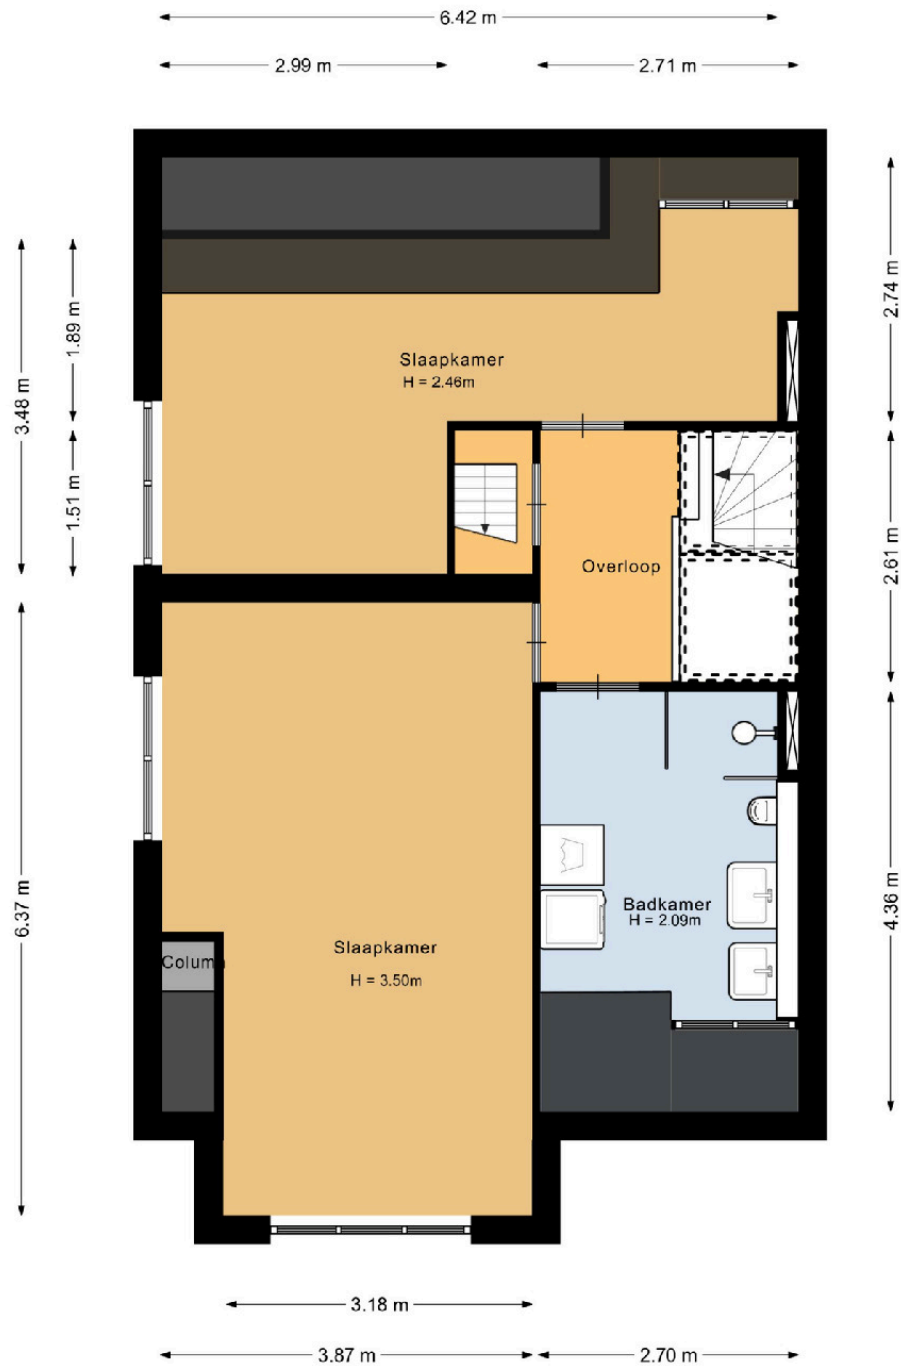 6.42 m
2.99 m
2.71 m
Slaapkamer
H = 2.46m
3.48 m
1.89 m
1.51 m
2.74 m
2.61 m
Overloop
6.37 m
4.36 m
Badkamer
H = 2.09m
Slaapkamer
H = 3.50m
Column
3.18 m
3.87 m
2.70 m